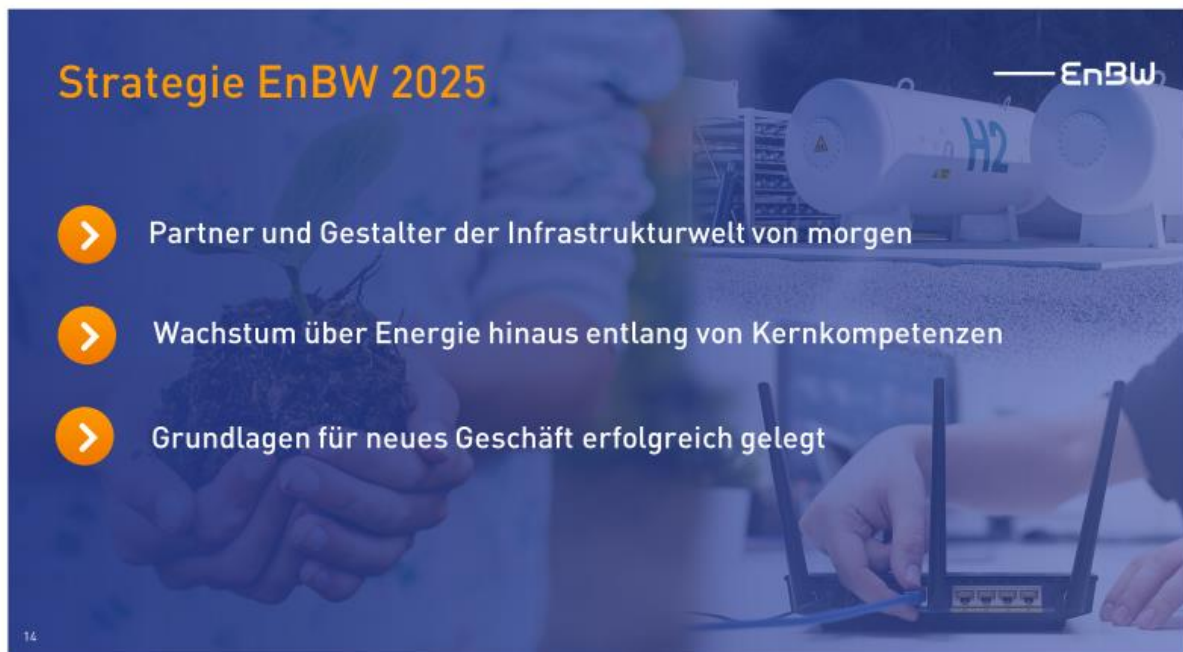 Strategie EnBW 2025
EnBW
H2
Partner und Gestalter der Infrastrukturwelt von morgen
Wachstum über Energie hinaus entlang von Kernkompetenzen
Grundlagen für neues Geschäft erfolgreich gelegt
14